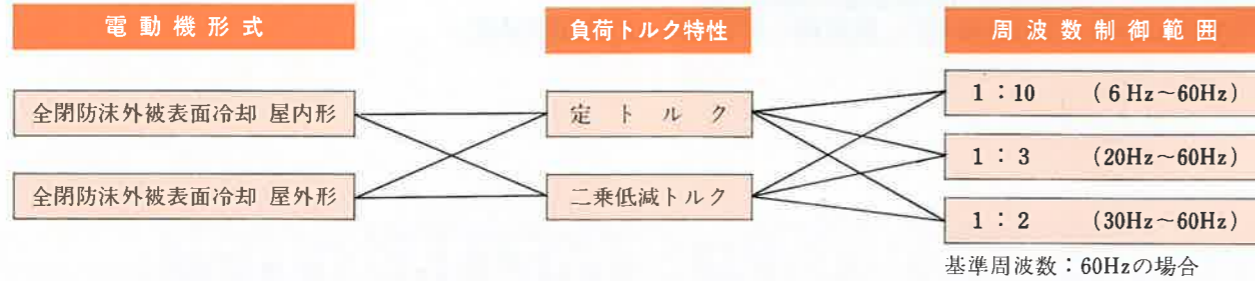 電動機形式
負荷トルク特性
周波数制御範囲
全閉防沫外被表面冷却 屋内形
全閉防沫外被表面冷却 屋外形
定トルク
二乗低減トルク
1:10 (6Hz~60Hz)
1:3 (20Hz~60Hz)
1:2 (30Hz~60Hz)
基準周波数:60Hzの場合